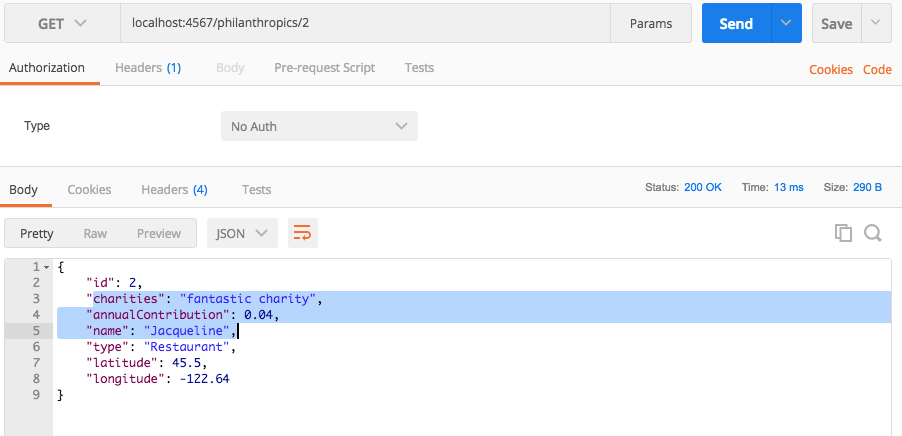 GET localhost:4567/philanthropics/2 Params Send Save
Authorization Headers (1) Body Pre-request Script Tests Cookies Code
Type No Auth
Body Cookies Headers (4) Tests Status: 200 OK Time: 13 ms Size: 290 B
Pretty Raw Preview JSON
1 {
2 "id": 2,
3 "charities": "fantastic charity",
4 "annualContribution": 0.04,
5 "name": "Jacqueline",
6 "type": "Restaurant",
7 "latitude": 45.5,
8 "longitude": -122.64
9 }